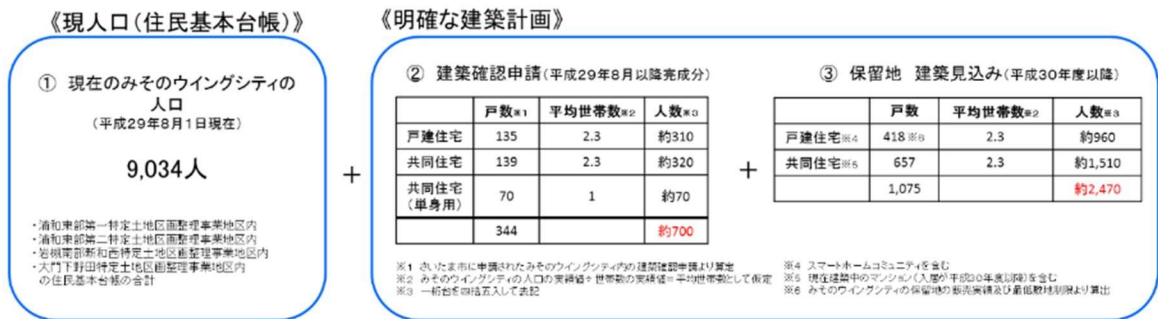 《現人口(住民基本台帳)》
① 現在のみそのウイングシティの
人口
(平成29年8月1日現在)
9,034人
・浦和東部第一特定土地区画整理事業地区内
・浦和東部第二特定土地区画整理事業地区内
・岩槻南部新和西特定土地区画整理事業地区内
・大門下野田特定土地区画整理事業地区内
の住民基本台帳の合計
+
《明確な建築計画》
② 建築確認申請(平成29年8月以降完成分)
戸数※1 平均世帯数※2 人数※3
戸建住宅 135 2.3 約310
共同住宅 139 2.3 約320
共同住宅
(単身用) 70 1 約70
344 約700
※1 さいたま市に申請されたみそのウイングシティ内の建築確認申請より算定
※2 みそのウイングシティの人口の実績値÷世帯数の実績値=平均世帯数として仮定
※3 一桁台を四捨五入して表記
+
③ 保留地 建築見込み(平成30年度以降)
戸数 平均世帯数※2 人数※3
戸建住宅※4 418※6 2.3 約960
共同住宅※5 657 2.3 約1,510
1,075 約2,470
※4 スマートホームコミュニティを含む
※5 現在建築中のマンション(入居が平成30年度以降)を含む
※6 みそのウイングシティの保留地の販売実績及び最低敷地制限より算出